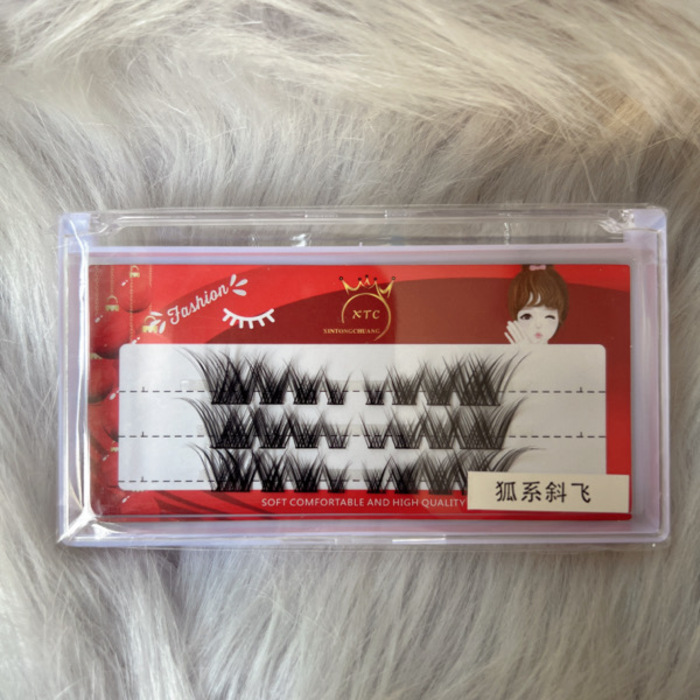 Fashion
XTC
XINTONGCHUANG
SOFT COMFORTABLE AND HIGH QUALITY
狐系斜飞